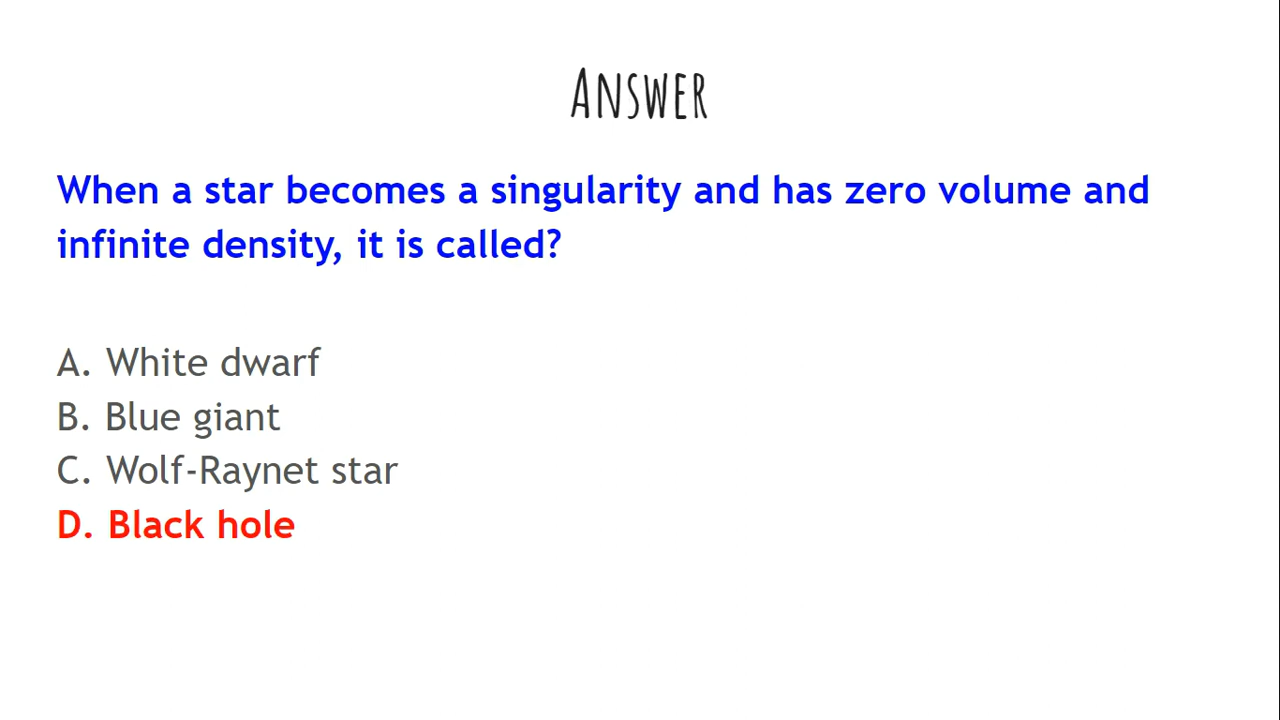 ANSWER
When a star becomes a singularity and has zero volume and
infinite density, it is called?
A. White dwarf
B. Blue giant
C. Wolf-Raynet star
D. Black hole